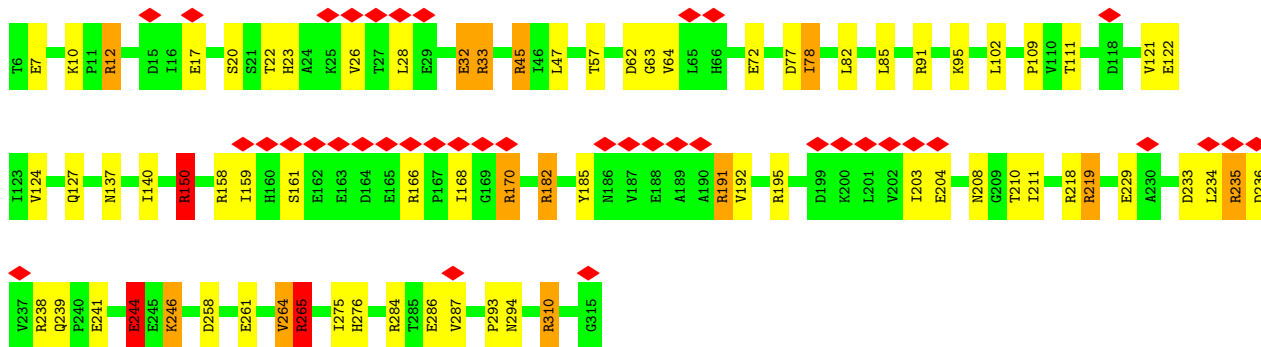 T6 E7 K10 P11 R12 D15 I16 E17 S20 S21 T22 H23 A24 K25 V26 T27 L28 E29 E32 R33 R45 I46 L47 T57 D62 G63 V64 L65 H66 E72 D77 I78 L82 L85 R91 K95 L102 P109 V110 T111 D118 V121 E122
I123 V124 Q127 N137 I140 R150 R158 I159 H160 S161 E162 E163 D164 E165 R166 P167 I168 G169 R170 R182 Y185 N186 V187 E188 A189 A190 R191 V192 R195 D199 K200 L201 V202 I203 E204 N208 G209 T210 I211 R218 R219 E229 A230 D233 L234 R235 D236
V237 R238 Q239 P240 E241 E244 E245 K246 D258 E261 V264 R265 I275 H276 R284 T285 E286 V287 P293 N294 R310 G315